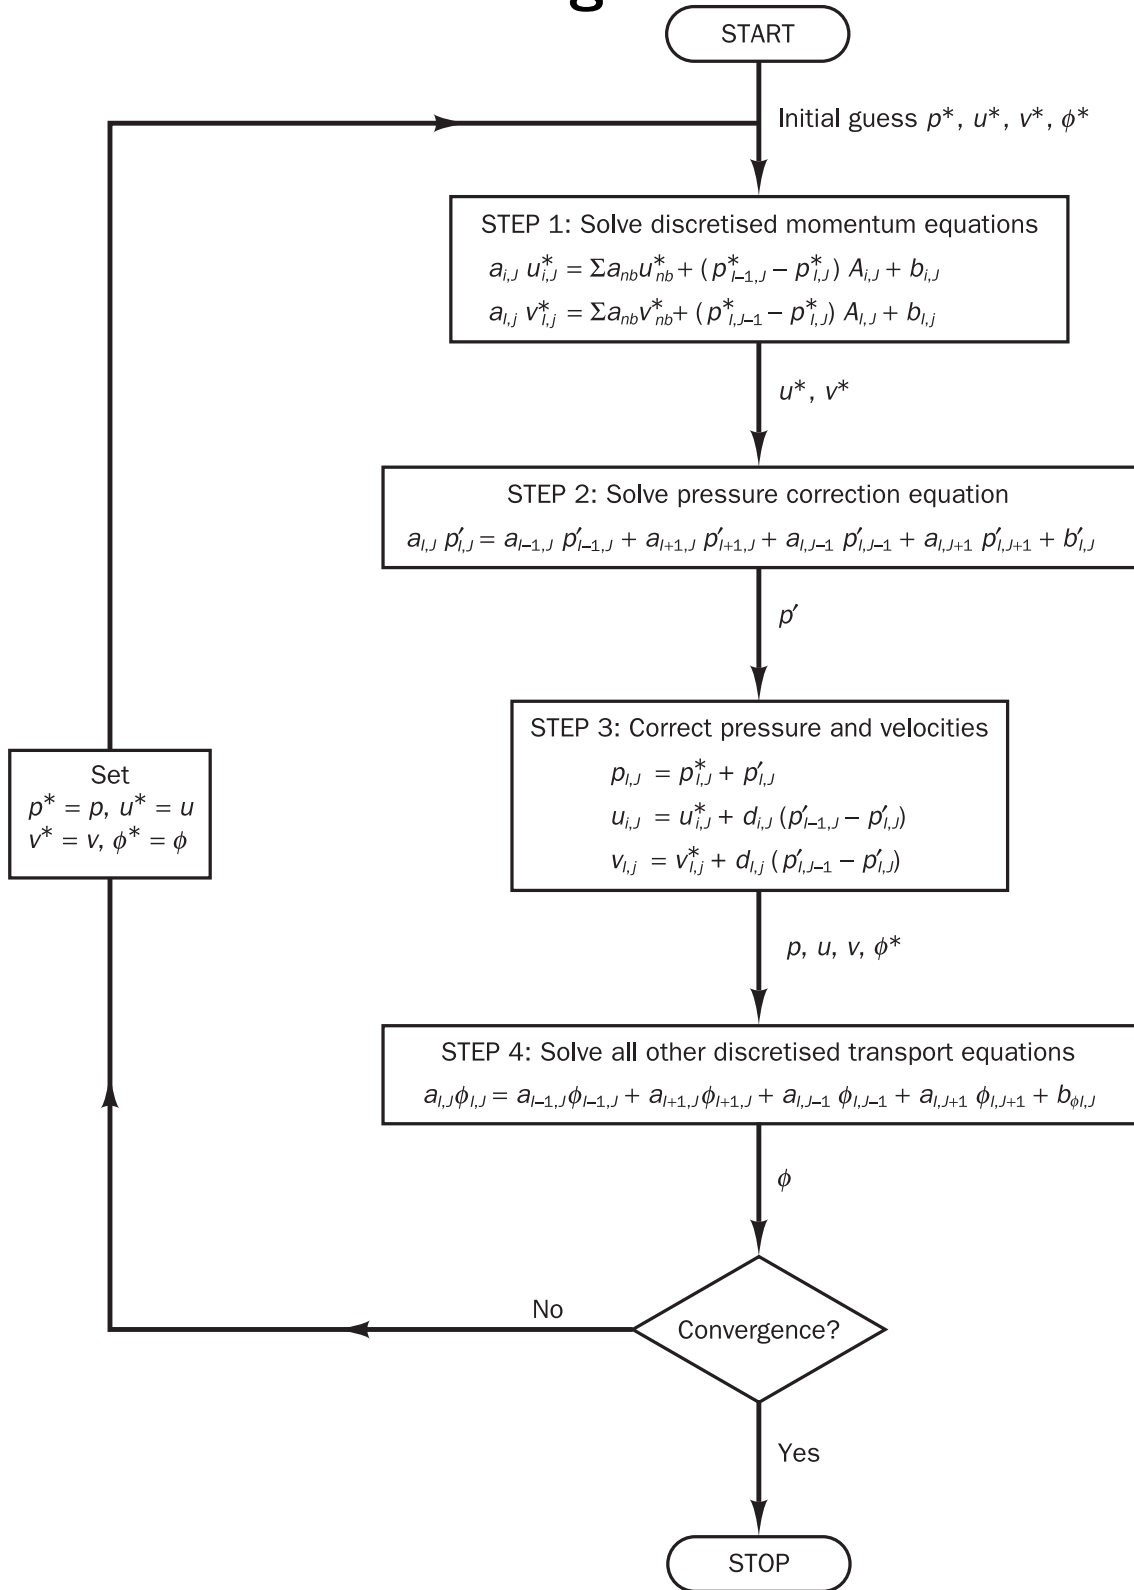 START
Initial guess p*, u*, v*, ϕ*
STEP 1: Solve discretised momentum equations
a_{i,J} u*_{i,J} = Σa_{nb}u*_{nb} + (p*_{I–1,J} – p*_{I,J}) A_{i,J} + b_{i,J}
a_{I,j} v*_{I,j} = Σa_{nb}v*_{nb} + (p*_{I,J–1} – p*_{I,J}) A_{I,J} + b_{I,j}
u*, v*
STEP 2: Solve pressure correction equation
a_{I,J} p′_{I,J} = a_{I–1,J} p′_{I–1,J} + a_{I+1,J} p′_{I+1,J} + a_{I,J–1} p′_{I,J–1} + a_{I,J+1} p′_{I,J+1} + b′_{I,J}
p′
STEP 3: Correct pressure and velocities
p_{I,J} = p*_{I,J} + p′_{I,J}
u_{i,J} = u*_{i,J} + d_{i,J} (p′_{I–1,J} – p′_{I,J})
v_{I,j} = v*_{I,j} + d_{I,j} (p′_{I,J–1} – p′_{I,J})
Set
p* = p, u* = u
v* = v, ϕ* = ϕ
p, u, v, ϕ*
STEP 4: Solve all other discretised transport equations
a_{I,J}ϕ_{I,J} = a_{I–1,J}ϕ_{I–1,J} + a_{I+1,J}ϕ_{I+1,J} + a_{I,J–1} ϕ_{I,J–1} + a_{I,J+1} ϕ_{I,J+1} + b_{ϕI,J}
ϕ
No
Convergence?
Yes
STOP